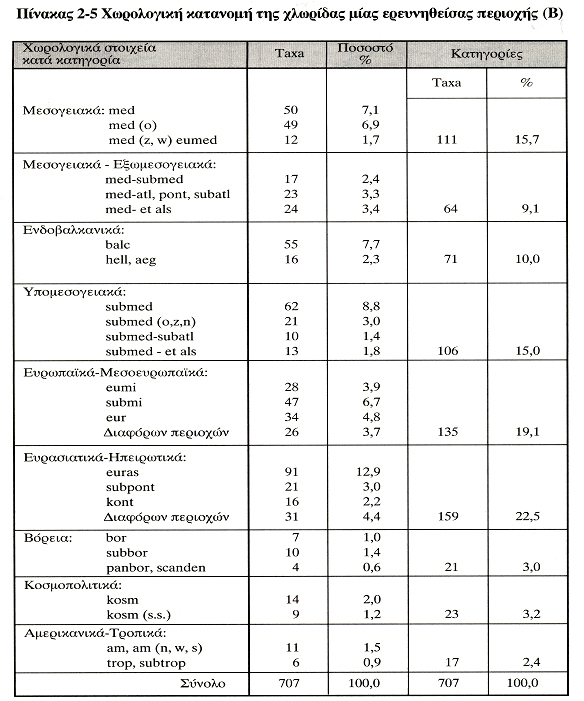 Πίνακας 2-5 Χωρολογική κατανομή της χλωρίδας μίας ερευνηθείσας περιοχής (Β)
Χωρολογικά στοιχεία κατά κατηγορία Taxa Ποσοστό % Κατηγορίες
Taxa %
Μεσογειακά: med 50 7,1
med (o) 49 6,9
med (z, w) eumed 12 1,7 111 15,7
Μεσογειακά - Εξωμεσογειακά:
med-submed 17 2,4
med-atl, pont, subatl 23 3,3
med- et als 24 3,4 64 9,1
Ενδοβαλκανικά:
balc 55 7,7
hell, aeg 16 2,3 71 10,0
Υπομεσογειακά:
submed 62 8,8
submed (o,z,n) 21 3,0
submed-subatl 10 1,4
submed - et als 13 1,8 106 15,0
Ευρωπαϊκά-Μεσοευρωπαϊκά:
eumi 28 3,9
submi 47 6,7
eur 34 4,8
Διαφόρων περιοχών 26 3,7 135 19,1
Ευρασιατικά-Ηπειρωτικά:
euras 91 12,9
subpont 21 3,0
kont 16 2,2
Διαφόρων περιοχών 31 4,4 159 22,5
Βόρεια: bor 7 1,0
subbor 10 1,4
panbor, scanden 4 0,6 21 3,0
Κοσμοπολιτικά:
kosm 14 2,0
kosm (s.s.) 9 1,2 23 3,2
Αμερικανικά-Τροπικά:
am, am (n, w, s) 11 1,5
trop, subtrop 6 0,9 17 2,4
Σύνολο 707 100,0 707 100,0